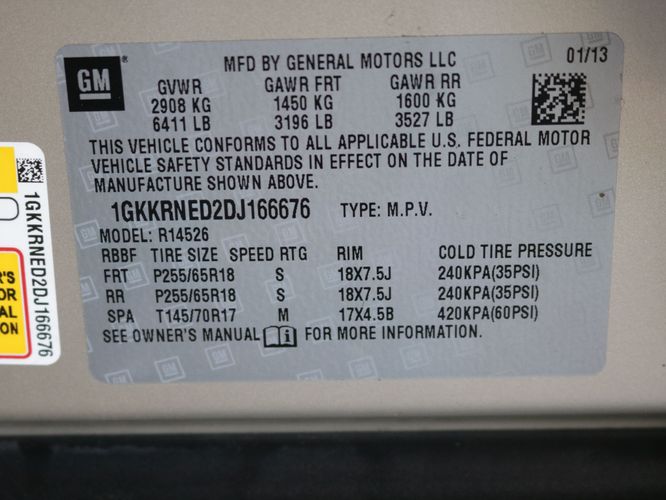 GM
MFD BY GENERAL MOTORS LLC 01/13
GVWR GAWR FRT GAWR RR
2908 KG 1450 KG 1600 KG
6411 LB 3196 LB 3527 LB
THIS VEHICLE CONFORMS TO ALL APPLICABLE U.S. FEDERAL MOTOR
VEHICLE SAFETY STANDARDS IN EFFECT ON THE DATE OF
MANUFACTURE SHOWN ABOVE.
1GKKRNED2DJ166676 TYPE: M.P.V.
MODEL: R14526
RBBF TIRE SIZE SPEED RTG RIM COLD TIRE PRESSURE
FRT P255/65R18 S 18X7.5J 240KPA(35PSI)
RR P255/65R18 S 18X7.5J 240KPA(35PSI)
SPA T145/70R17 M 17X4.5B 420KPA(60PSI)
SEE OWNER'S MANUAL FOR MORE INFORMATION.
1GKKRNED2DJ166676